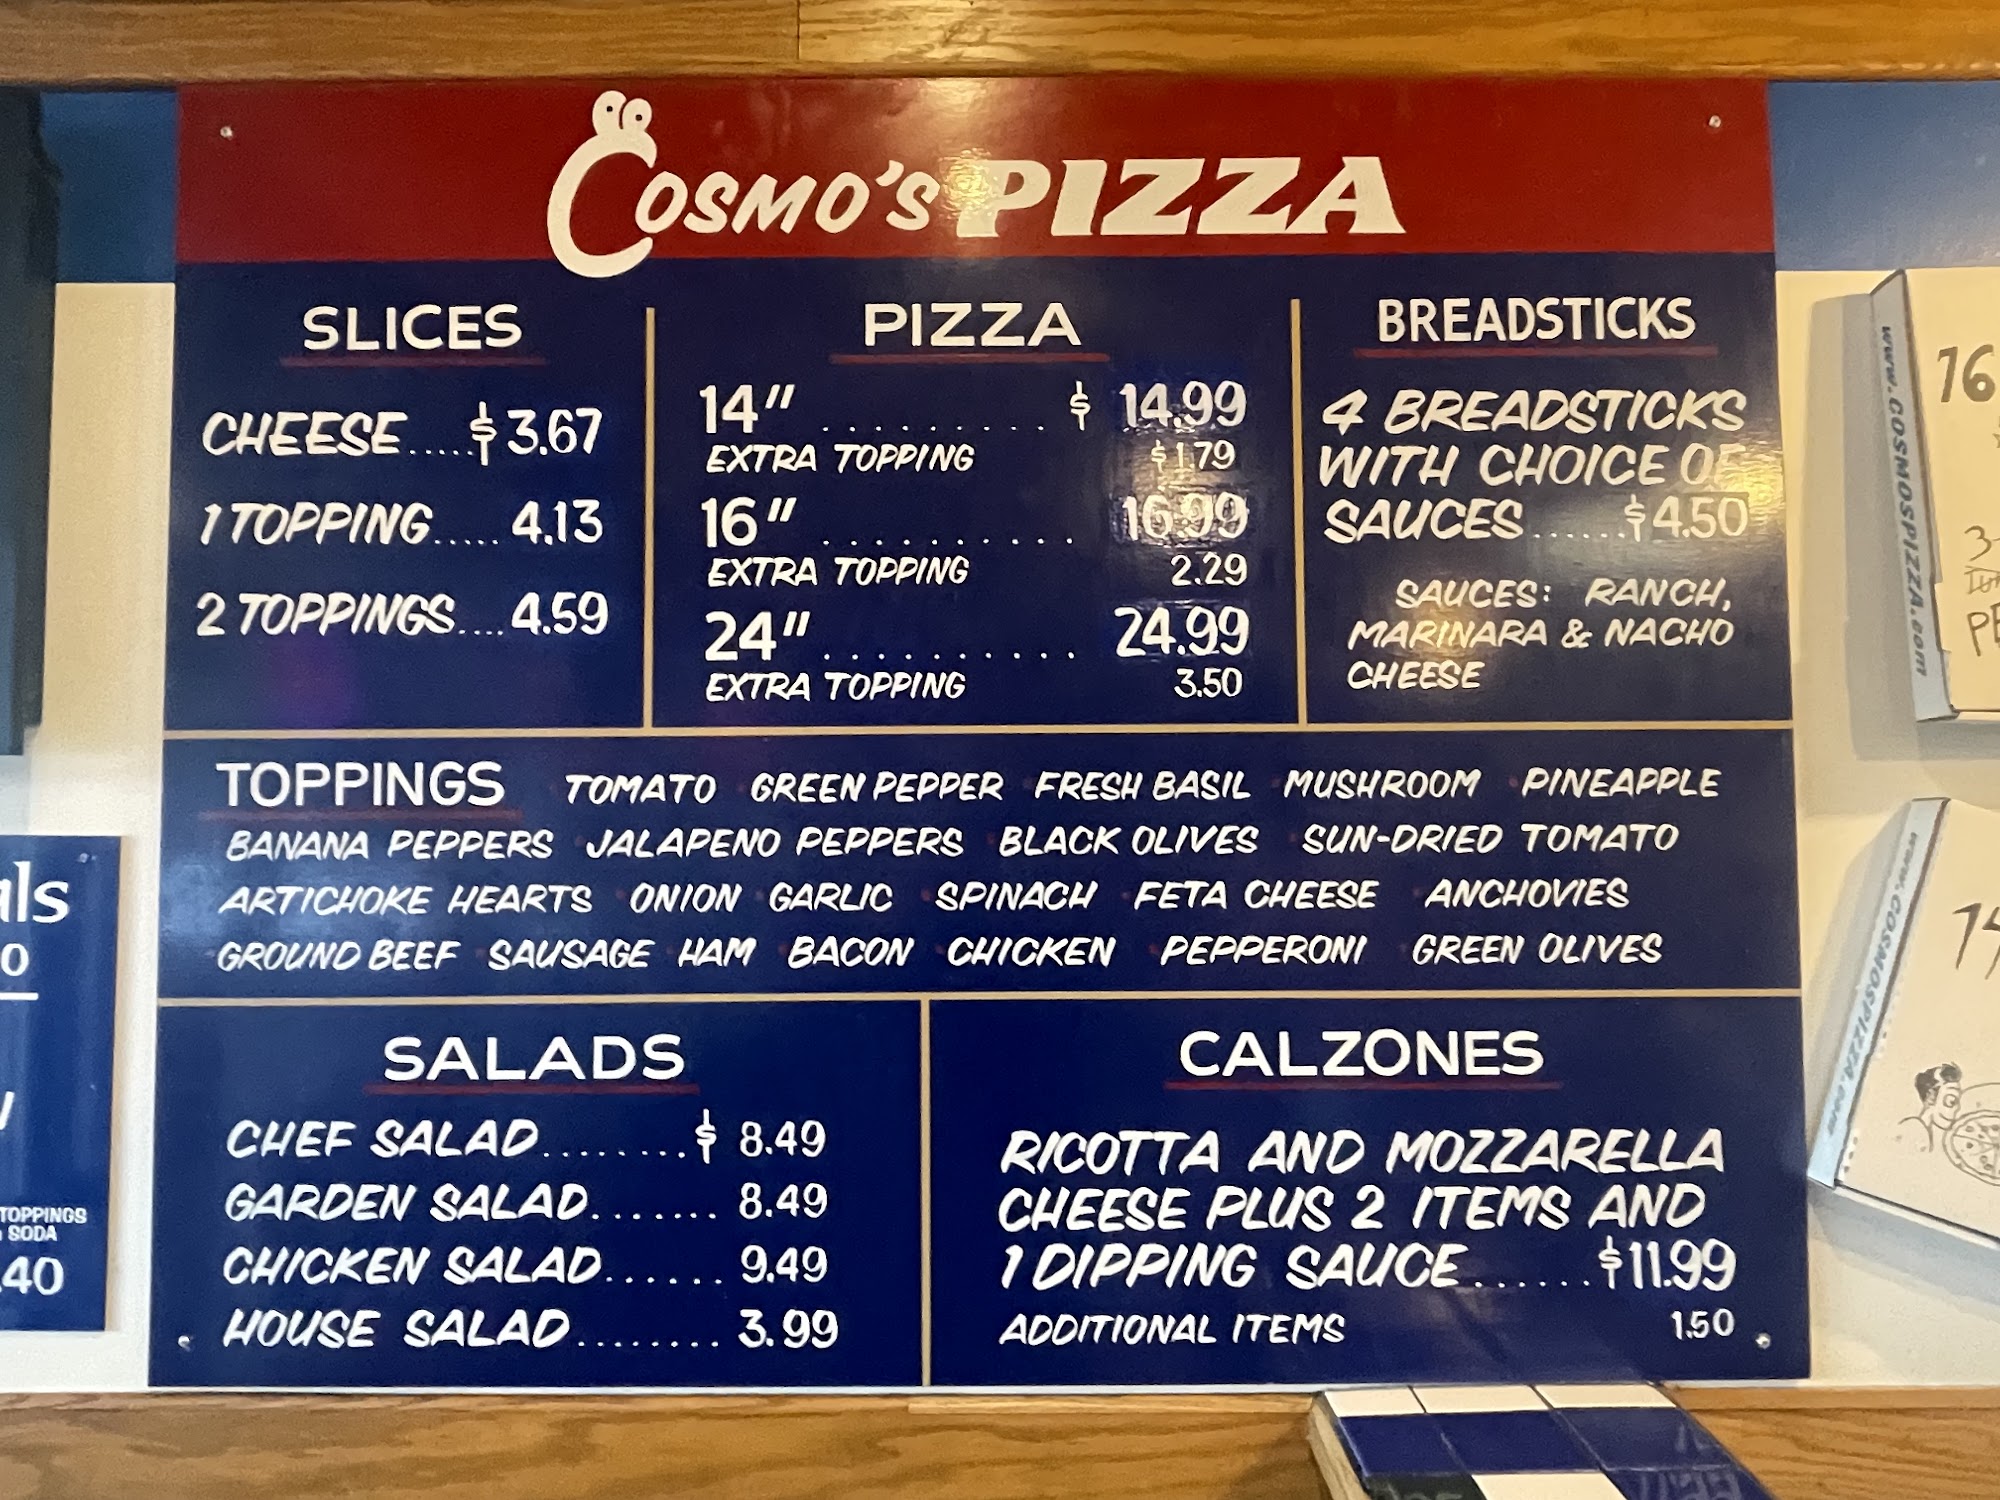 COSMO'S PIZZA
SLICES
CHEESE.....$3.67
1 TOPPING..... 4.13
2 TOPPINGS.... 4.59
PIZZA
14" ......... $ 14.99
EXTRA TOPPING $1.79
16" .......... 16.99
EXTRA TOPPING 2.29
24" .......... 24.99
EXTRA TOPPING 3.50
BREADSTICKS
4 BREADSTICKS
WITH CHOICE OF
SAUCES......$4.50
SAUCES: RANCH,
MARINARA & NACHO
CHEESE
TOPPINGS TOMATO GREEN PEPPER FRESH BASIL MUSHROOM PINEAPPLE
BANANA PEPPERS JALAPENO PEPPERS BLACK OLIVES SUN-DRIED TOMATO
ARTICHOKE HEARTS ONION GARLIC SPINACH FETA CHEESE ANCHOVIES
GROUND BEEF SAUSAGE HAM BACON CHICKEN PEPPERONI GREEN OLIVES
SALADS
CHEF SALAD........$ 8.49
GARDEN SALAD....... 8.49
CHICKEN SALAD...... 9.49
HOUSE SALAD........ 3.99
CALZONES
RICOTTA AND MOZZARELLA
CHEESE PLUS 2 ITEMS AND
1 DIPPING SAUCE......$11.99
ADDITIONAL ITEMS 1.50
TOPPINGS
SODA
.40
www.COSMOSPIZZA.com
16
www.COSMOSPIZZA.com